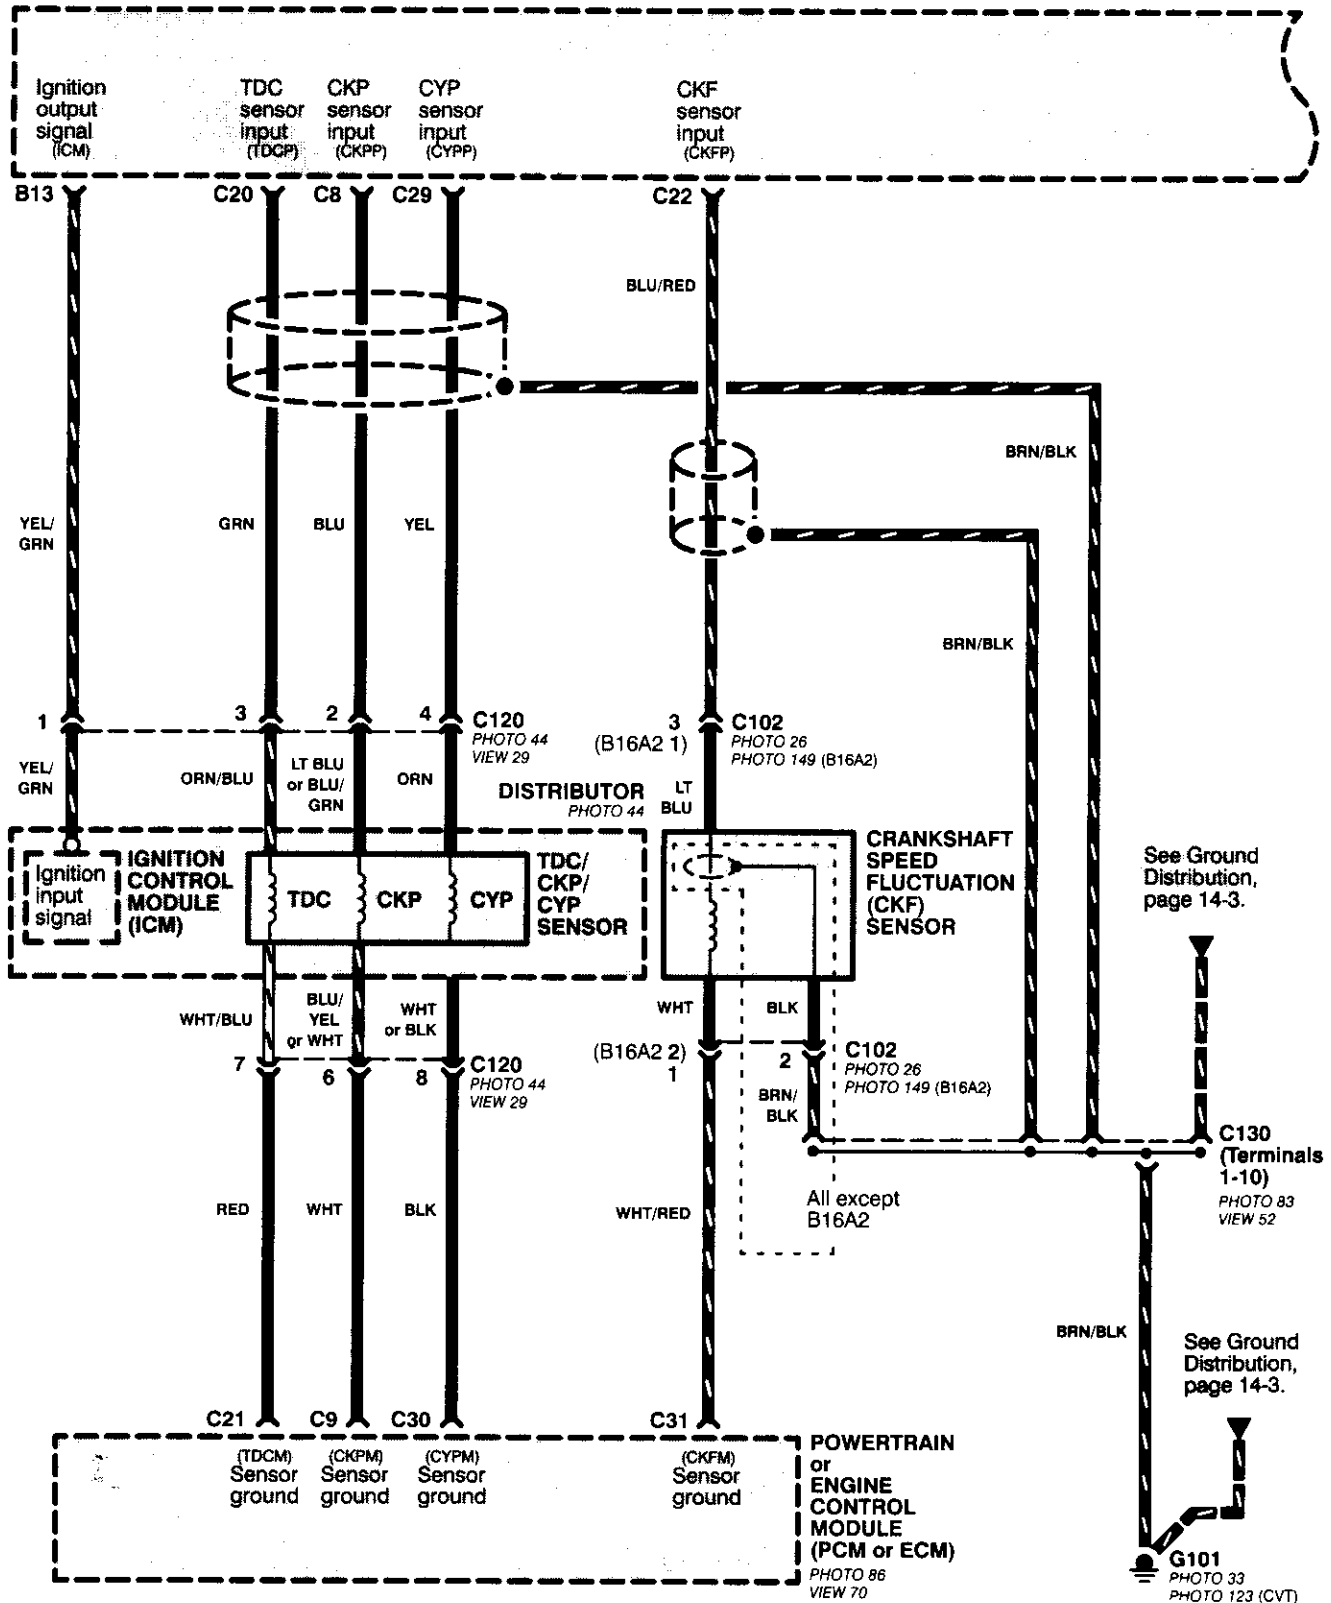 Ignition
output
signal
(ICM)
TDC
sensor
input
(TDCP)
CKP
sensor
input
(CKPP)
CYP
sensor
input
(CYPP)
CKF
sensor
input
(CKFP)
B13
C20
C8
C29
C22
BLU/RED
BRN/BLK
YEL/
GRN
GRN
BLU
YEL
BRN/BLK
1
3
2
4
C120
PHOTO 44
VIEW 29
3
(B16A2 1)
C102
PHOTO 26
PHOTO 149 (B16A2)
YEL/
GRN
ORN/BLU
LT BLU
or BLU/
GRN
ORN
DISTRIBUTOR
PHOTO 44
LT
BLU
Ignition
input
signal
IGNITION
CONTROL
MODULE
(ICM)
TDC
CKP
CYP
TDC/
CKP/
CYP
SENSOR
CRANKSHAFT
SPEED
FLUCTUATION
(CKF)
SENSOR
See Ground
Distribution,
page 14-3.
WHT/BLU
BLU/
YEL
or WHT
WHT
or BLK
WHT
BLK
7
6
8
C120
PHOTO 44
VIEW 29
(B16A2 2)
1
2
C102
PHOTO 26
PHOTO 149 (B16A2)
BRN/
BLK
C130
(Terminals
1-10)
PHOTO 83
VIEW 52
RED
WHT
BLK
WHT/RED
All except
B16A2
BRN/BLK
See Ground
Distribution,
page 14-3.
C21
C9
C30
C31
(TDCM)
Sensor
ground
(CKPM)
Sensor
ground
(CYPM)
Sensor
ground
(CKFM)
Sensor
ground
POWERTRAIN
or
ENGINE
CONTROL
MODULE
(PCM or ECM)
PHOTO 86
VIEW 70
G101
PHOTO 33
PHOTO 123 (CVT)